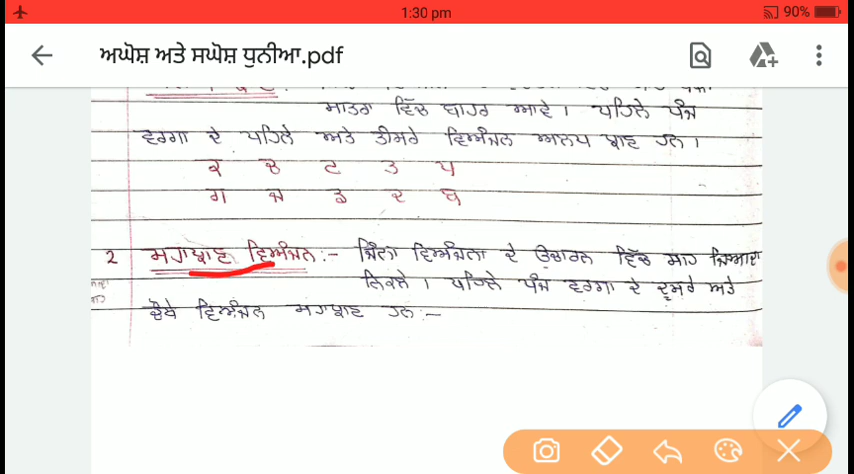 1:30 pm
90%
ਅਘੋਸ਼ ਅਤੇ ਸਘੋਸ਼ ਧੁਨੀਆ.pdf
ਮਾਤਰਾ ਵਿੱਚ ਬਾਹਰ ਆਵੇ । ਪਹਿਲੇ ਪੰਜ
ਵਰਗਾ ਦੇ ਪਹਿਲੇ ਅਤੇ ਤੀਸਰੇ ਵਿਅੰਜਨ ਅਲਪ ਪ੍ਰਾਣ ਹਨ ।
ਕ ਚ ਟ ਤ ਪ
ਗ ਜ ਡ ਦ ਬ
2 ਮਹਾਪ੍ਰਾਣ ਵਿਅੰਜਨ :- ਜਿੰਨਾ ਵਿਅੰਜਨਾ ਦੇ ਉਚਾਰਨ ਵਿੱਚ ਸਾਹ ਜਿਆਦਾ
ਨਿਕਲੇ । ਪਹਿਲੇ ਪੰਜ ਵਰਗਾ ਦੇ ਦੂਸਰੇ ਅਤੇ
ਚੌਥੇ ਵਿਅੰਜਨ ਮਹਾਪ੍ਰਾਣ ਹਨ :-